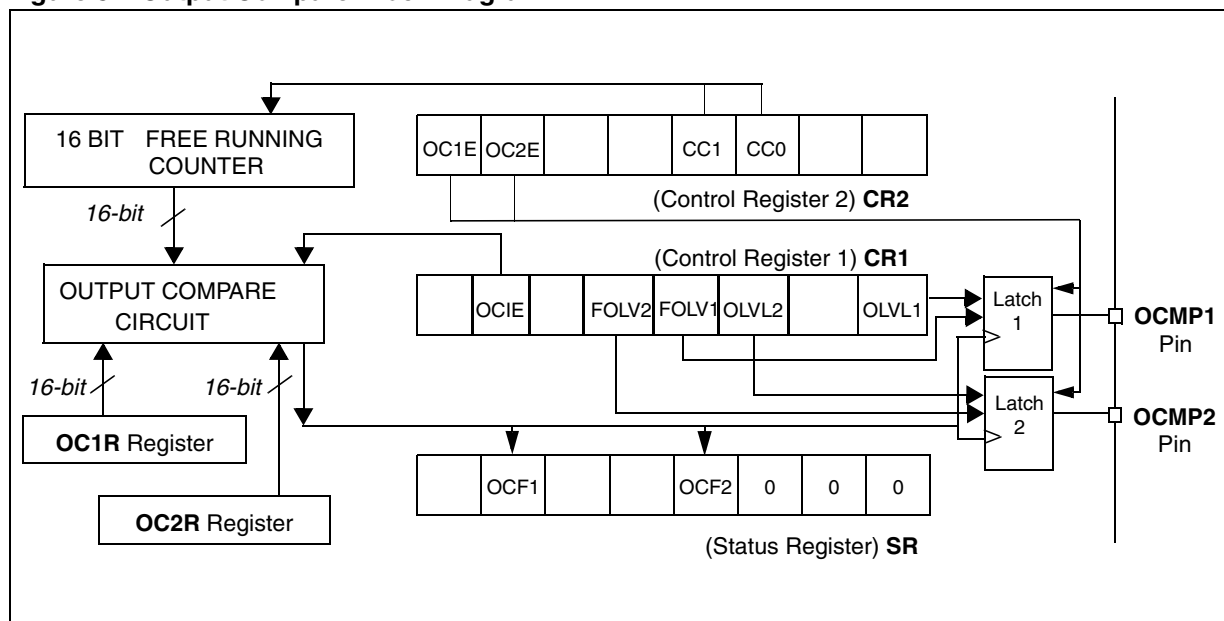 16 BIT FREE RUNNING
COUNTER
16-bit
OC1E OC2E CC1 CC0
(Control Register 2) CR2
OUTPUT COMPARE
CIRCUIT
(Control Register 1) CR1
OCIE FOLV2 FOLV1 OLVL2 OLVL1
Latch
1
OCMP1
Pin
16-bit 16-bit
Latch
2
OCMP2
Pin
OC1R Register
OCF1 OCF2 0 0 0
OC2R Register
(Status Register) SR